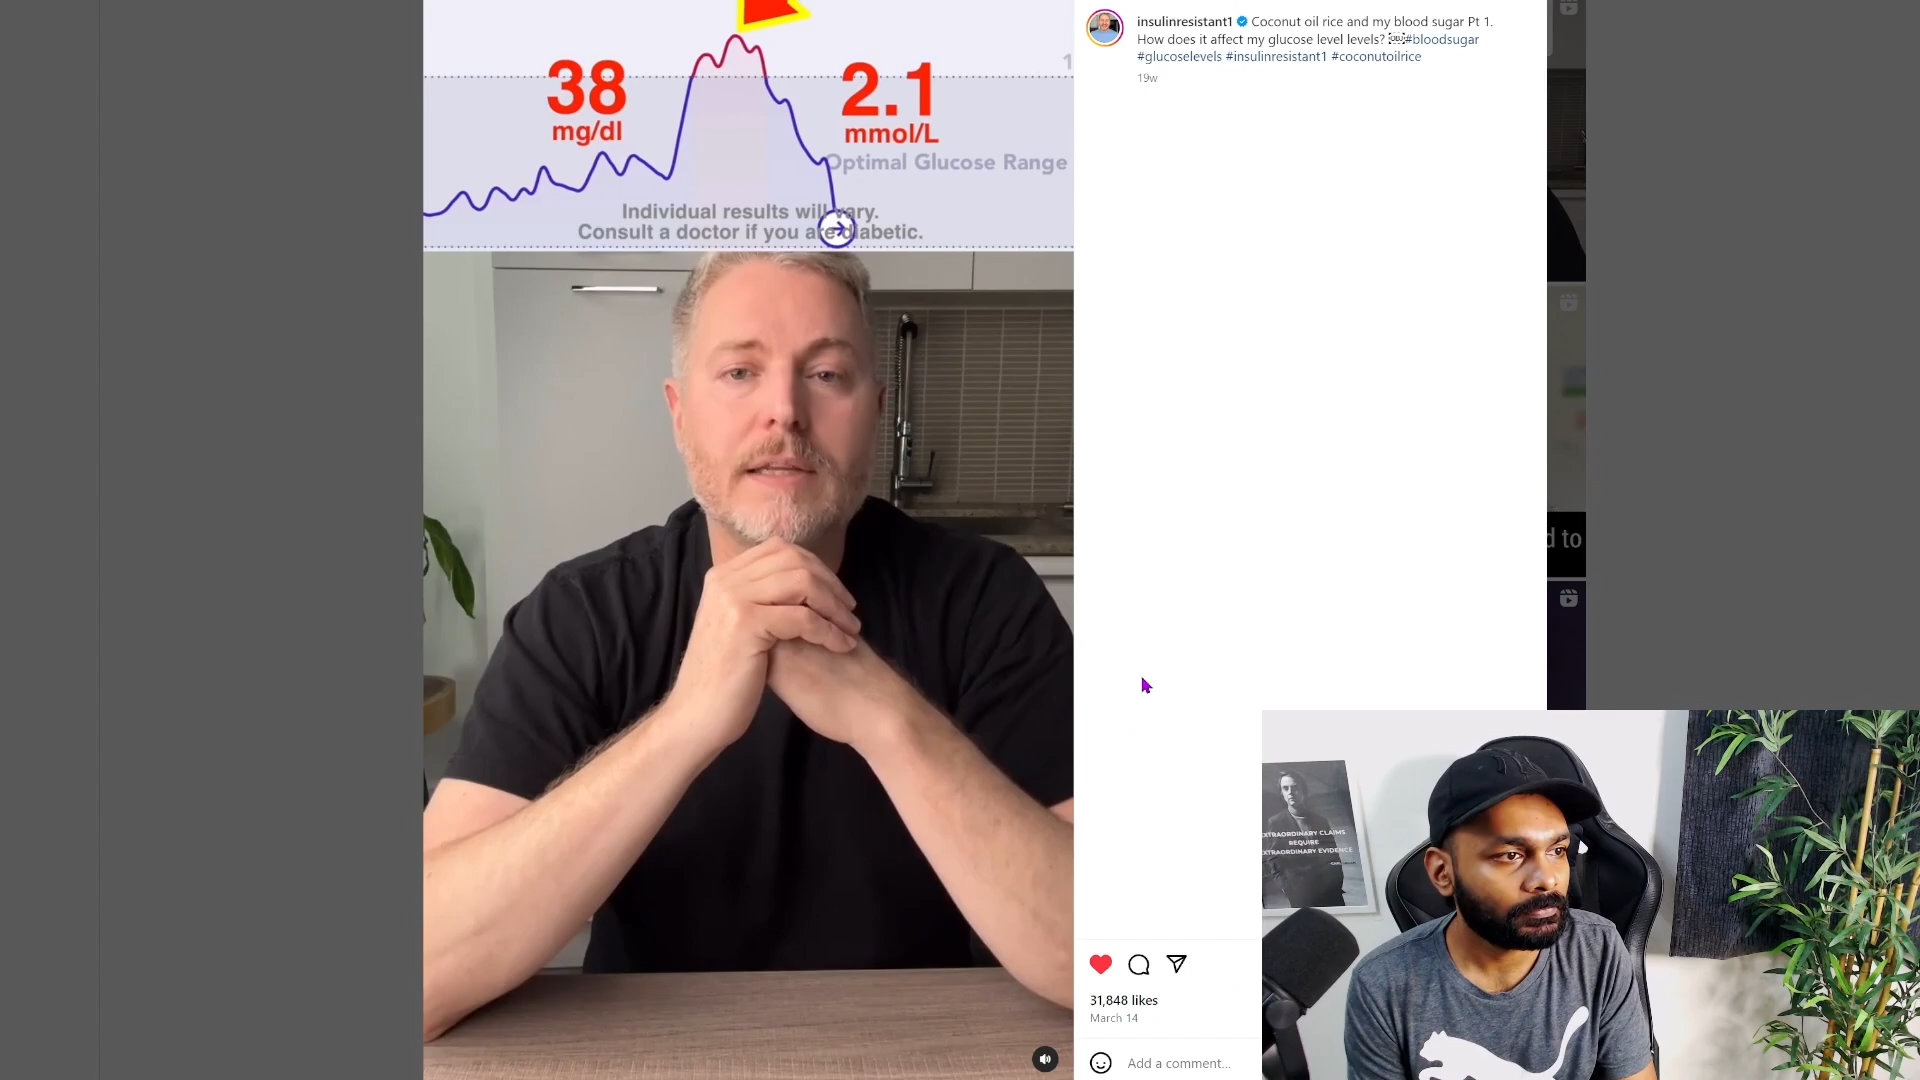 38
mg/dl
2.1
mmol/L
Optimal Glucose Range
Individual results will vary.
Consult a doctor if you are diabetic.
insulinresistant1 Coconut oil rice and my blood sugar Pt 1.
How does it affect my glucose level levels? OBJ#bloodsugar
#glucoselevels #insulinresistant1 #coconutoilrice
19w
d to
31,848 likes
March 14
Add a comment...
EXTRAORDINARY CLAIMS
REQUIRE
EXTRAORDINARY EVIDENCE